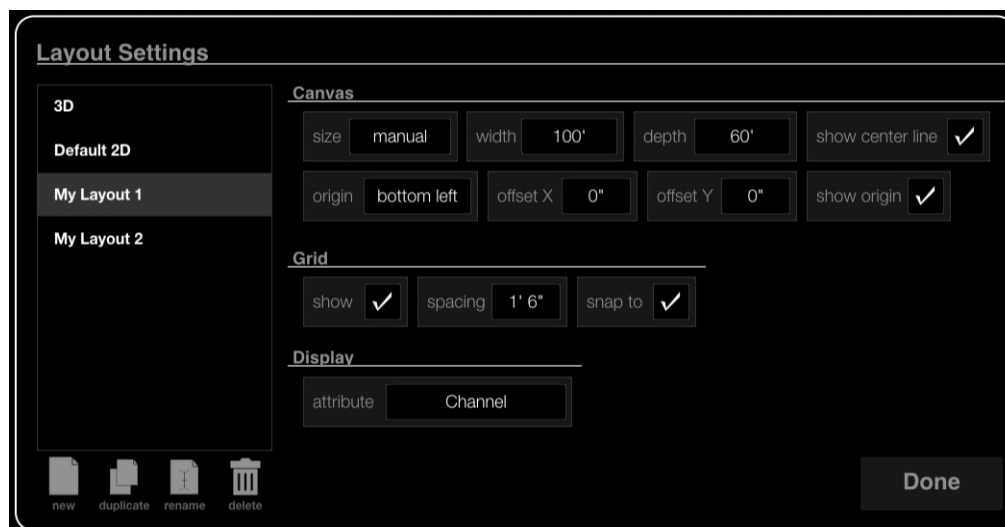 Layout Settings
3D
Default 2D
My Layout 1
My Layout 2
new duplicate rename delete
Canvas
size manual width 100' depth 60' show center line
origin bottom left offset X 0" offset Y 0" show origin
Grid
show spacing 1' 6" snap to
Display
attribute Channel
Done